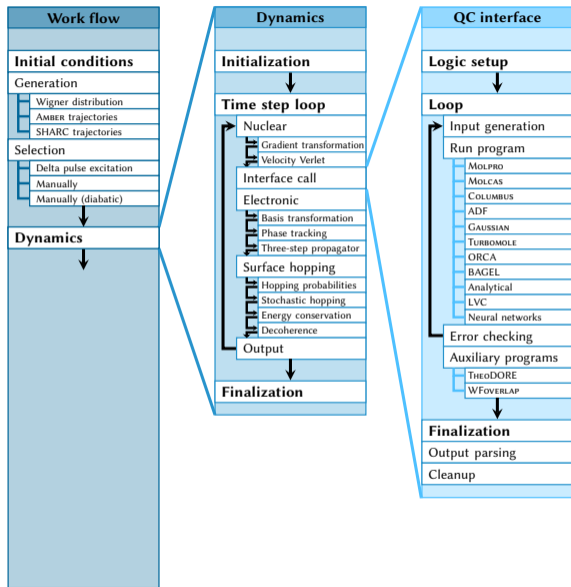 Work flow
Initial conditions
Generation
Wigner distribution
AMBER trajectories
SHARC trajectories
Selection
Delta pulse excitation
Manually
Manually (diabatic)
Dynamics
Dynamics
Initialization
Time step loop
Nuclear
Gradient transformation
Velocity Verlet
Interface call
Electronic
Basis transformation
Phase tracking
Three-step propagator
Surface hopping
Hopping probabilities
Stochastic hopping
Energy conservation
Decoherence
Output
Finalization
QC interface
Logic setup
Loop
Input generation
Run program
MOLPRO
MOLCAS
COLUMBUS
ADF
GAUSSIAN
TURBOMOLE
ORCA
BAGEL
Analytical
LVC
Neural networks
Error checking
Auxiliary programs
THEODORE
WFOVERLAP
Finalization
Output parsing
Cleanup